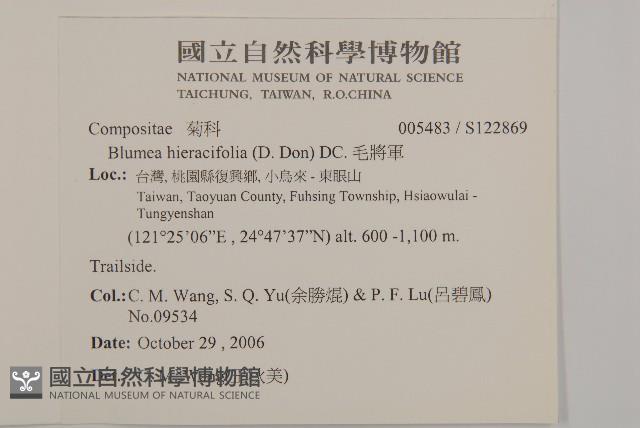 國立自然科學博物館
NATIONAL MUSEUM OF NATURAL SCIENCE
TAICHUNG, TAIWAN, R.O.CHINA
Compositae 菊科 005483 / S122869
Blumea hieracifolia (D. Don) DC. 毛將軍
Loc.: 台灣, 桃園縣復興鄉, 小烏來 - 東眼山
Taiwan, Taoyuan County, Fuhsing Township, Hsiaowulai -
Tungyenshan
(121°25’06”E , 24°47’37”N) alt. 600 -1,100 m.
Trailside.
Col.: C. M. Wang, S. Q. Yu(余勝焜) & P. F. Lu(呂碧鳳)
No.09534
Date: October 29 , 2006
美)
國立自然科學博物館
NATIONAL MUSEUM OF NATURAL SCIENCE